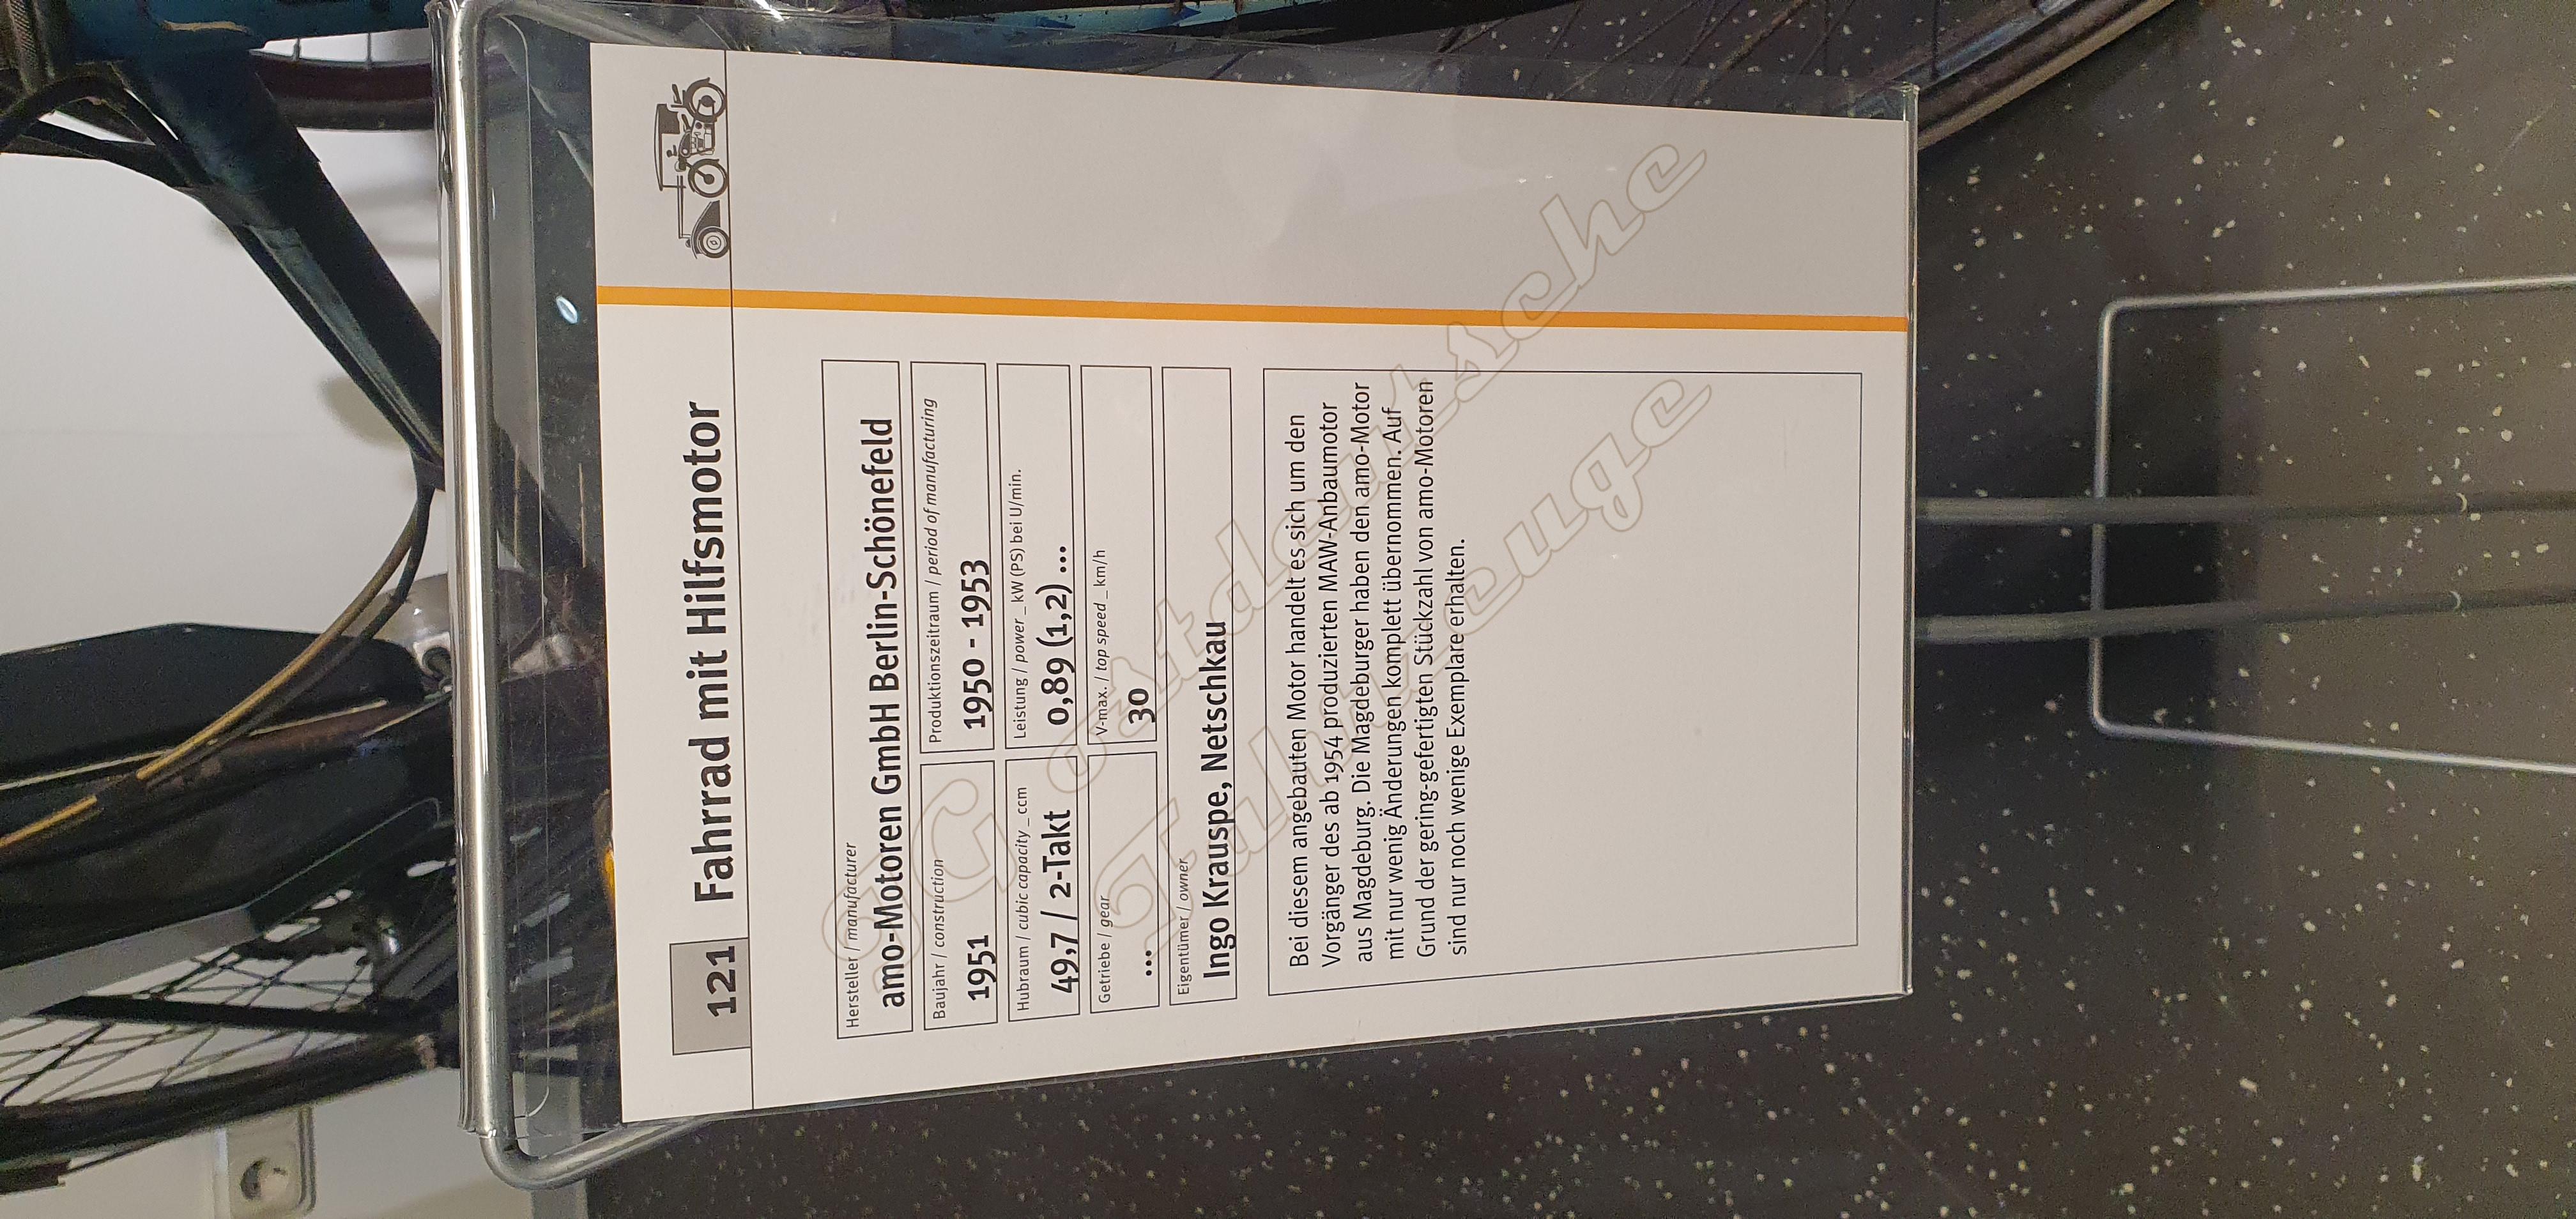 121 Fahrrad mit Hilfsmotor
Hersteller / manufacturer
amo-Motoren GmbH Berlin-Schönefeld
Baujahr / construction
1951
Produktionszeitraum / period of manufacturing
1950 - 1953
Hubraum / cubic capacity _ ccm
49,7 / 2-Takt
Leistung / power _ kW (PS) bei U/min.
0,89 (1,2) ...
Getriebe / gear
...
V-max. / top speed _ km/h
30
Eigentümer / owner
Ingo Krauspe, Netschkau
Bei diesem angebauten Motor handelt es sich um den
Vorgänger des ab 1954 produzierten MAW-Anbaumotor
aus Magdeburg. Die Magdeburger haben den amo-Motor
mit nur wenig Änderungen komplett übernommen. Auf
Grund der gering-gefertigten Stückzahl von amo-Motoren
sind nur noch wenige Exemplare erhalten.
IG ostdeutsche
Fahrzeuge